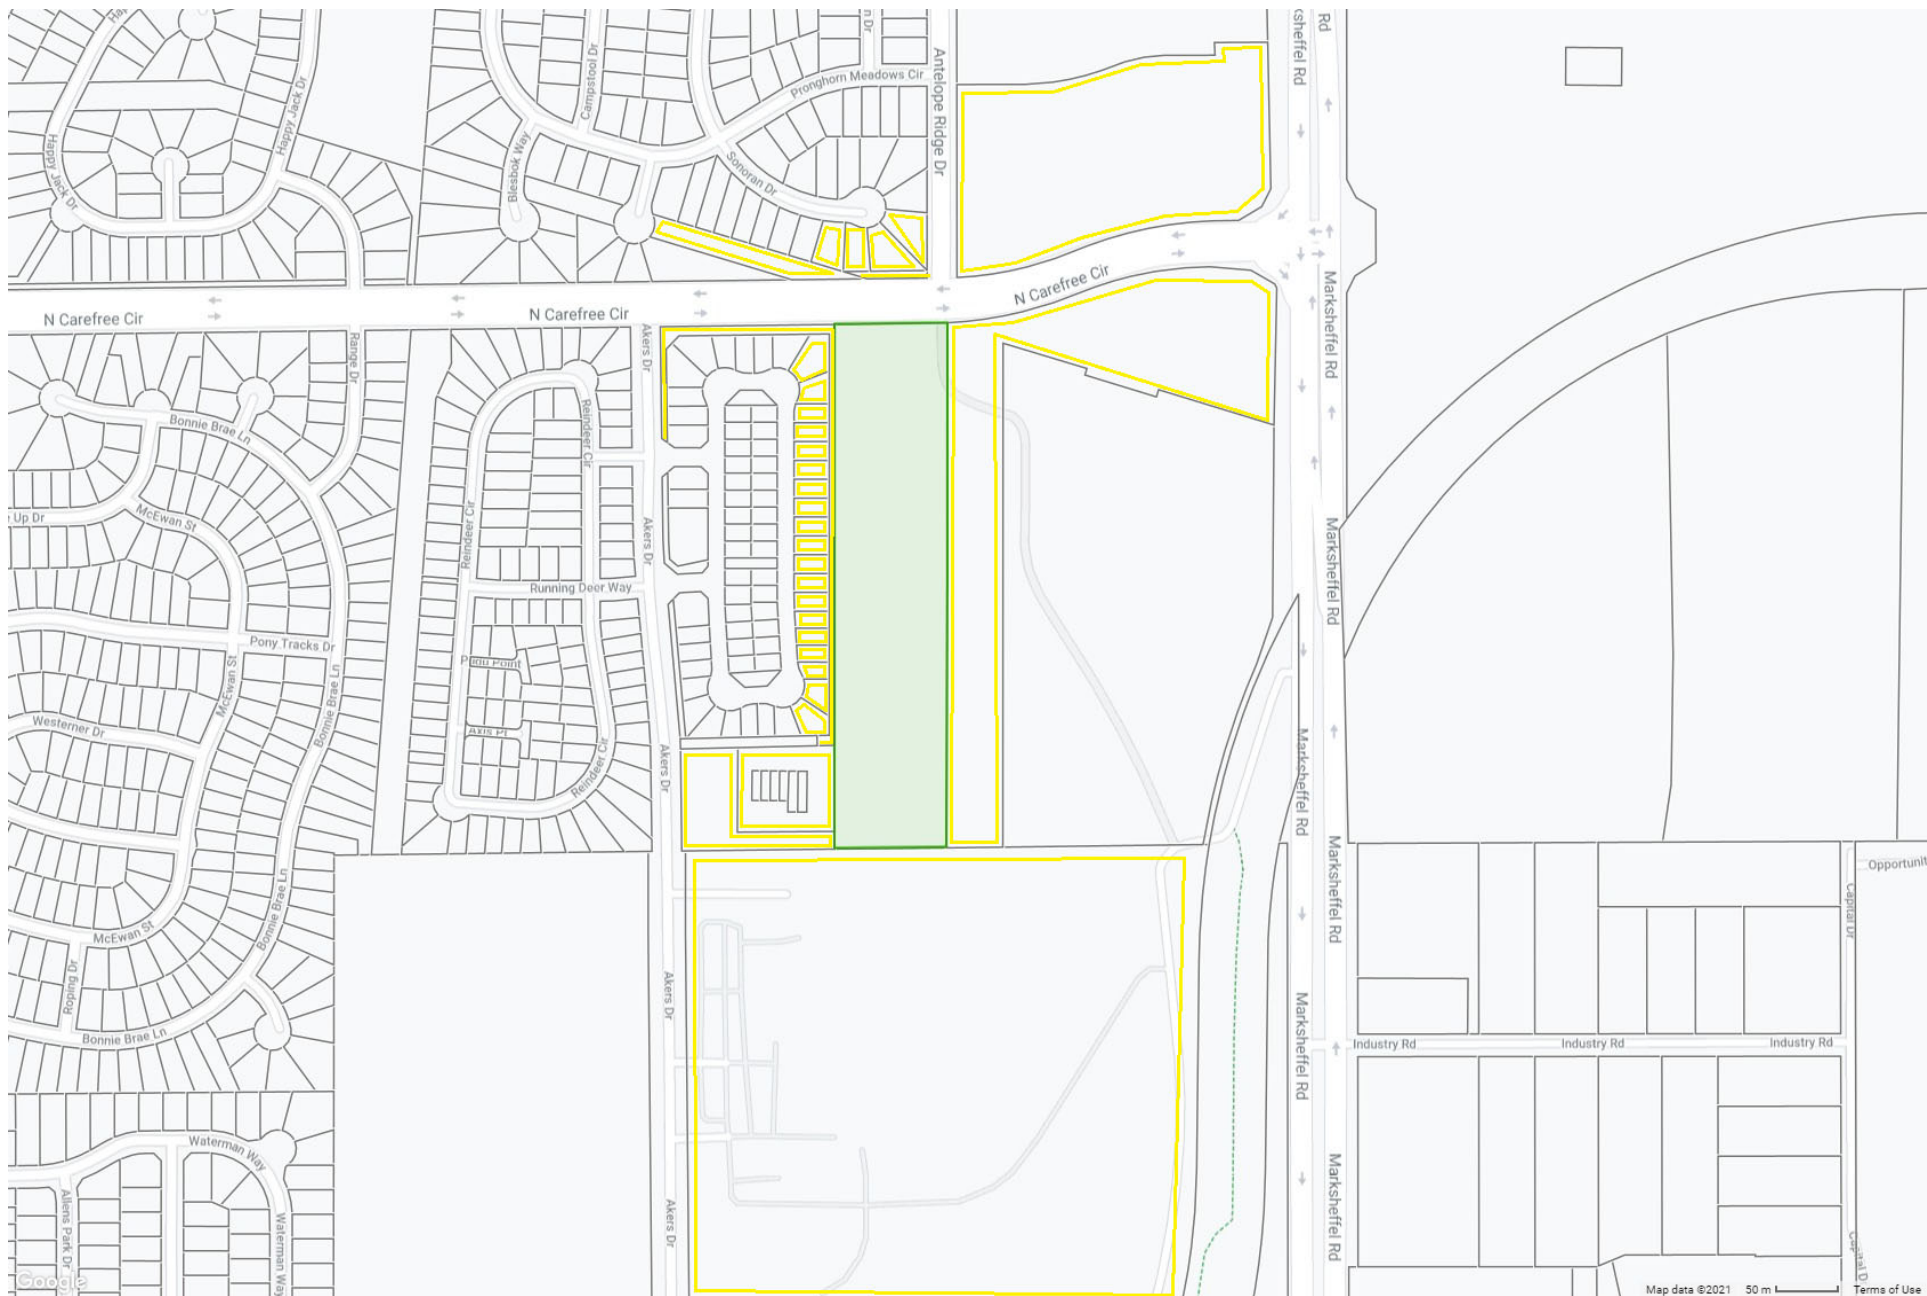 Happy Jack Dr
Happy Jack Dr
Campstool Dr
Blesbok Way
Pronghorn Meadows Cir
Sonoran Dr
Antelope Ridge Dr
Marksheffel Rd
N Carefree Cir
N Carefree Cir
N Carefree Cir
Marksheffel Rd
Range Dr
Akers Dr
Reindeer Cir
Bonnie Brae Ln
McEwan St
Up Dr
Reindeer Cir
Akers Dr
Marksheffel Rd
Running Deer Way
Pony Tracks Dr
Pudu Point
McEwan St
Bonnie Brae Ln
Westerner Dr
Axis Pt
Reindeer Cir
Akers Dr
Marksheffel Rd
Marksheffel Rd
Opportunit
Capital Dr
Bonnie Brae Ln
McEwan St
Roping Dr
Akers Dr
Bonnie Brae Ln
Marksheffel Rd
Industry Rd
Industry Rd
Industry Rd
Waterman Way
Allens Park Dr
Waterman Way
Akers Dr
Marksheffel Rd
Capital D
Google
Map data ©2021 50 m Terms of Use